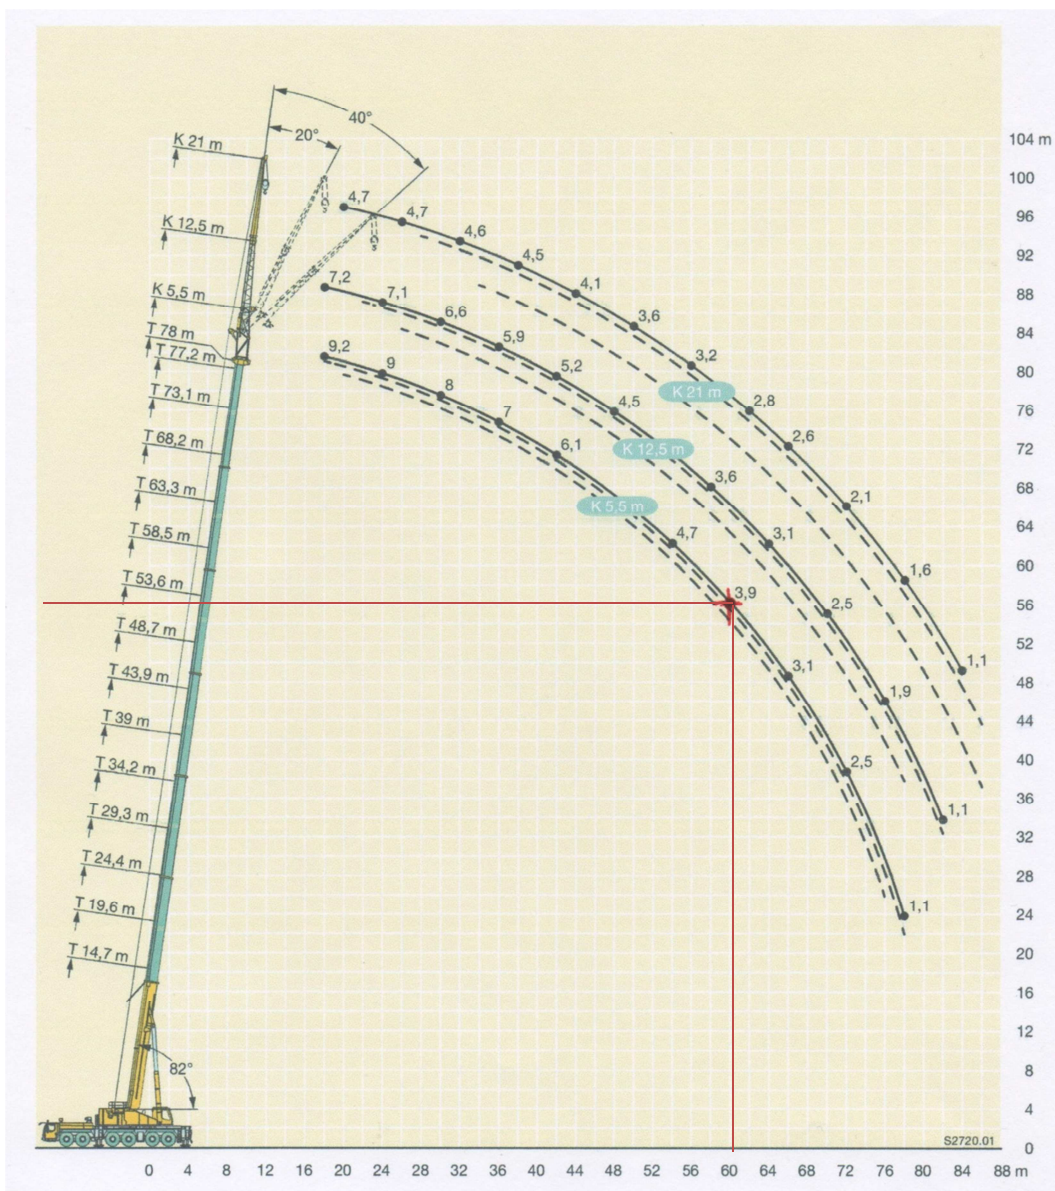 40°
20°
K 21 m
104 m
100
4,7
4,7
96
K 12,5 m
4,6
92
4,5
K 5,5 m
7,2
7,1
4,1
88
6,6
3,6
T 78 m
5,9
84
T 77,2 m
9,2
9
5,2
3,2
80
T 73,1 m
8
4,5
K 21 m
2,8
76
7
2,6
T 68,2 m
6,1
K 12,5 m
72
3,6
T 63,3 m
K 5,5 m
2,1
68
T 58,5 m
4,7
3,1
64
1,6
60
T 53,6 m
3,9
2,5
56
T 48,7 m
52
3,1
1,9
1,1
48
T 43,9 m
44
T 39 m
2,5
40
T 34,2 m
1,1
36
T 29,3 m
32
T 24,4 m
28
T 19,6 m
1,1
24
T 14,7 m
20
16
12
82°
8
4
S2720.01
0
0 4 8 12 16 20 24 28 32 36 40 44 48 52 56 60 64 68 72 76 80 84 88 m